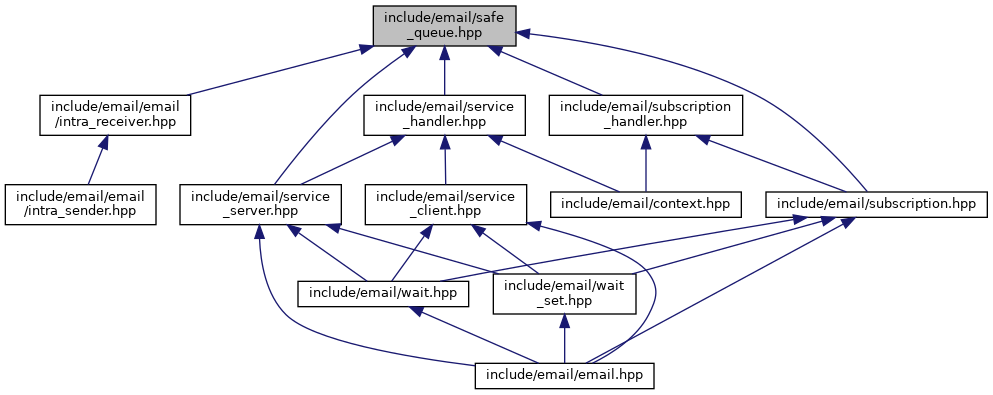 include/email/safe
_queue.hpp
include/email/email
/intra_receiver.hpp
include/email/service
_handler.hpp
include/email/subscription
_handler.hpp
include/email/email
/intra_sender.hpp
include/email/service
_server.hpp
include/email/service
_client.hpp
include/email/context.hpp
include/email/subscription.hpp
include/email/wait.hpp
include/email/wait
_set.hpp
include/email/email.hpp